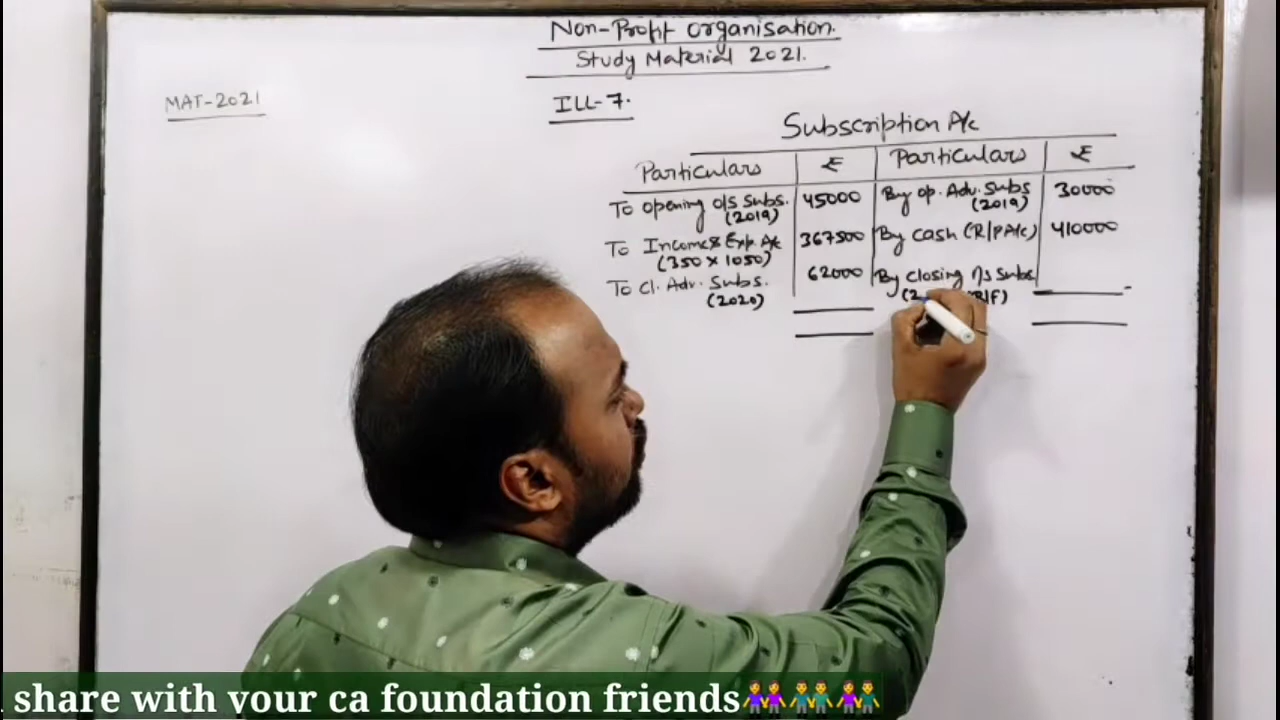 Non-Profit organisation.
Study Material 2021.
MAT-2021
ILL-7.
Subscription A/c
Particulars ₹ Particulars ₹
To opening o/s Subs. 45000 By op. Adv. Subs 30000
(2019) (2019)
To Income & Exp. A/c 367500 By Cash (R/P A/c) 410000
(350 x 1050)
To Cl. Adv. Subs. 62000 By Closing o/s Subs.
(2020)
share with your ca foundation friends👭👬👭